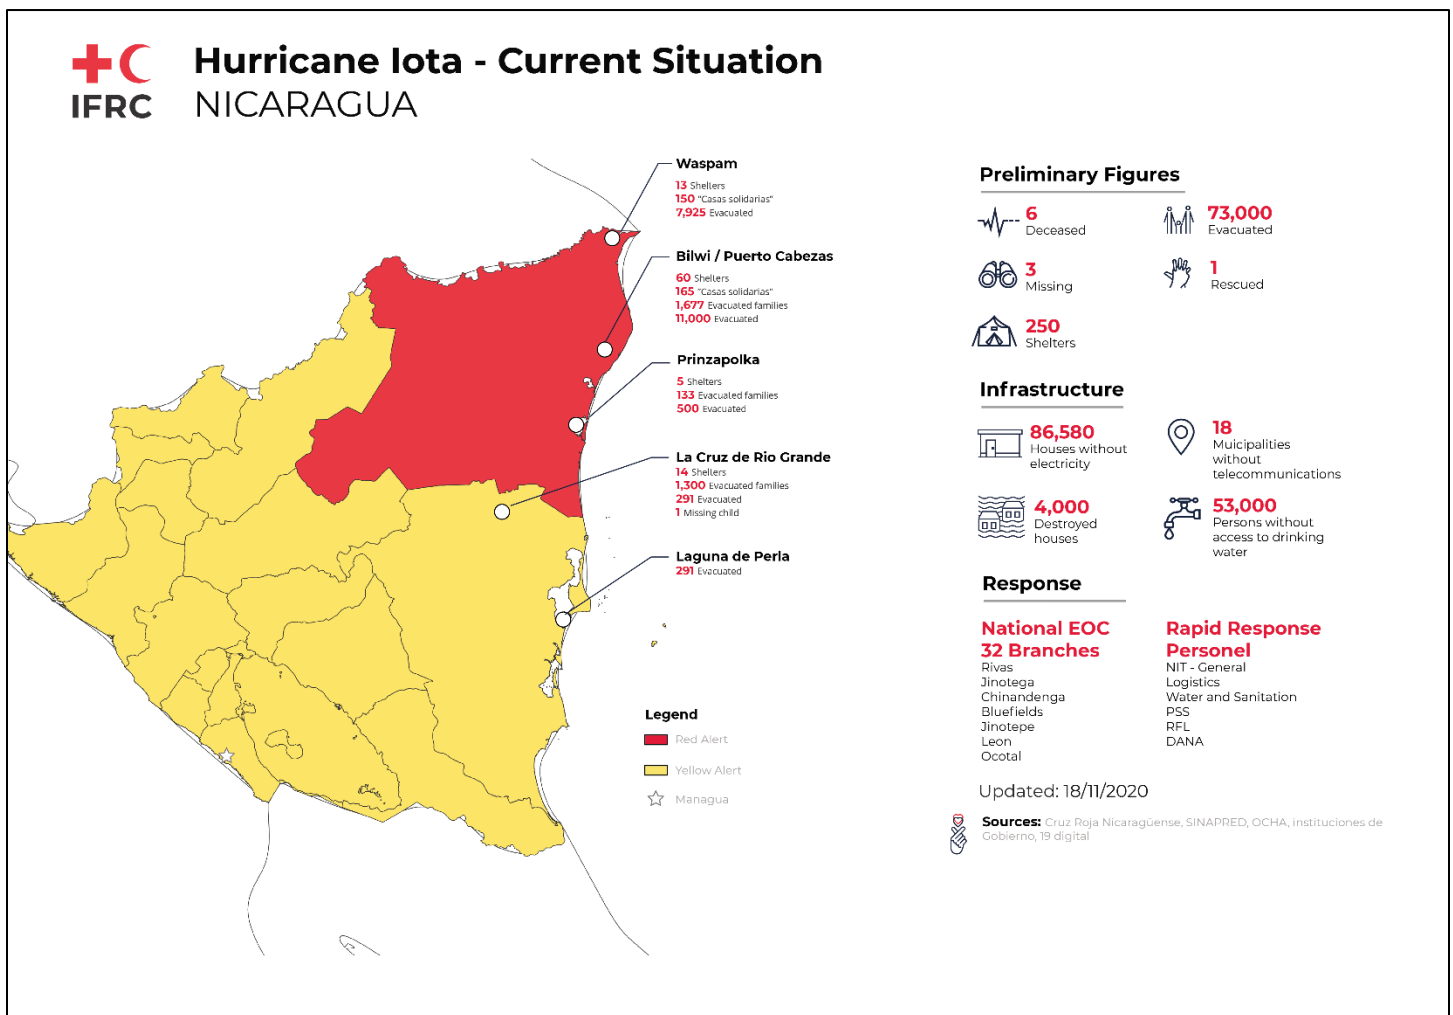 IFRC
Hurricane Iota - Current Situation
NICARAGUA
Waspam
13 Shelters
150 "Casas solidarias"
7,925 Evacuated
Bilwi / Puerto Cabezas
60 Shelters
165 "Casas solidarias"
1,677 Evacuated families
11,000 Evacuated
Prinzapolka
5 Shelters
133 Evacuated families
500 Evacuated
La Cruz de Rio Grande
14 Shelters
1,300 Evacuated families
291 Evacuated
1 Missing child
Laguna de Perla
291 Evacuated
Legend
Red Alert
Yellow Alert
Managua
Preliminary Figures
6
Deceased
73,000
Evacuated
3
Missing
1
Rescued
250
Shelters
Infrastructure
86,580
Houses without
electricity
18
Muicipalities
without
telecommunications
4,000
Destroyed
houses
53,000
Persons without
access to drinking
water
Response
National EOC
32 Branches
Rivas
Jinotega
Chinandenga
Bluefields
Jinotepe
Leon
Ocotal
Rapid Response
Personel
NIT - General
Logistics
Water and Sanitation
PSS
RFL
DANA
Updated: 18/11/2020
Sources: Cruz Roja Nicaragüense, SINAPRED, OCHA, instituciones de
Gobierno, 19 digital